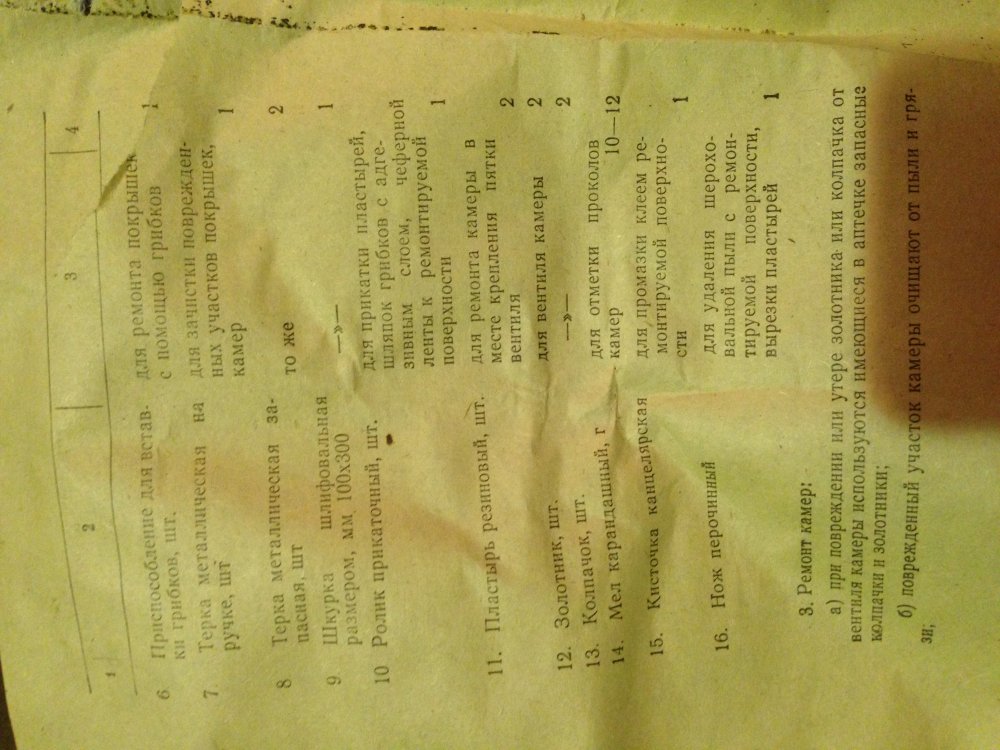 1 2 3 4
6 Приспособление для встав- для ремонта покрышек 1
ки грибков, шт. с помощью грибков
7. Терка металлическая на для зачистки поврежден-
ручке, шт ных участков покрышек, 1
камер
8 Терка металлическая за- то же 2
пасная, шт
9 Шкурка шлифовальная —»— 1
размером, мм 100х300
10 Ролик прикаточный, шт. для прикатки пластырей,
шляпок грибков с адге-
зивным слоем, чеферной
ленты к ремонтируемой 1
поверхности
11. Пластырь резиновый, шт. для ремонта камеры в
месте крепления пятки 2
вентиля
12. Золотник, шт. для вентиля камеры 2
13. Колпачок, шт. —»— 2
14. Мел карандашный, г для отметки проколов
камер 10—12
15. Кисточка канцелярская для промазки клеем ре-
монтируемой поверхно- 1
сти
16. Нож перочинный для удаления шерохо-
вальной пыли с ремон-
тируемой поверхности, 1
вырезки пластырей
3. Ремонт камер:
а) при повреждении или утере золотника или колпачка от
вентиля камеры используются имеющиеся в аптечке запасные
колпачки и золотники;
б) поврежденный участок камеры очищают от пыли и гря-
зи;